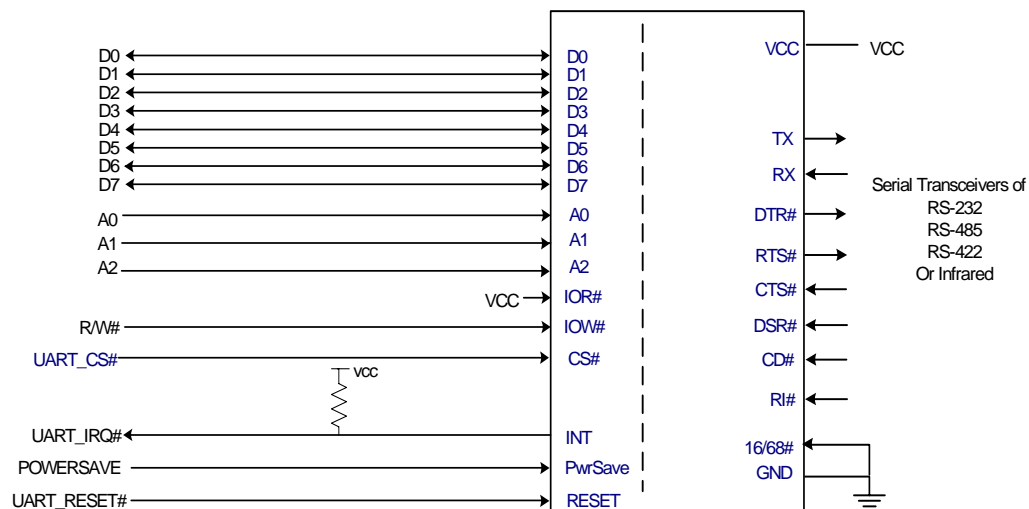 D0 D0
D1 D1
D2 D2
D3 D3
D4 D4
D5 D5
D6 D6
D7 D7
A0 A0
A1 A1
A2 A2
VCC IOR#
R/W# IOW#
UART_CS# CS#
vcc
UART_IRQ# INT
POWERSAVE PwrSave
UART_RESET# RESET
VCC VCC
TX
RX
DTR#
RTS#
CTS#
DSR#
CD#
RI#
16/68#
GND
Serial Transceivers of
RS-232
RS-485
RS-422
Or Infrared